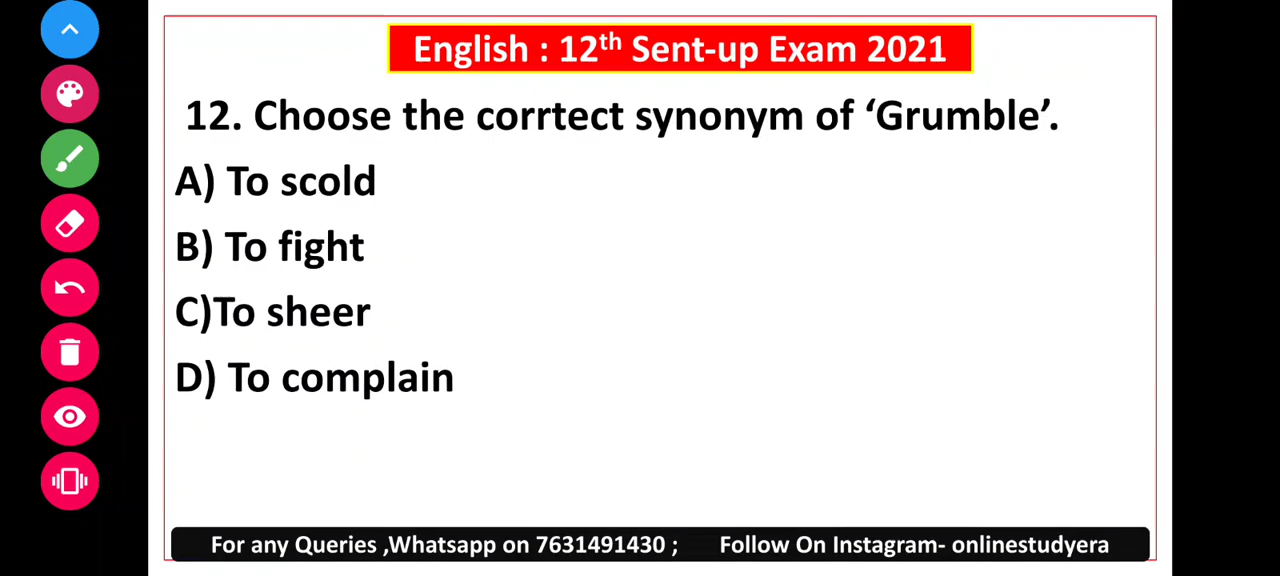 English : 12th Sent-up Exam 2021
12. Choose the corrtect synonym of ‘Grumble’.
A) To scold
B) To fight
C)To sheer
D) To complain
For any Queries ,Whatsapp on 7631491430 ; Follow On Instagram- onlinestudyera